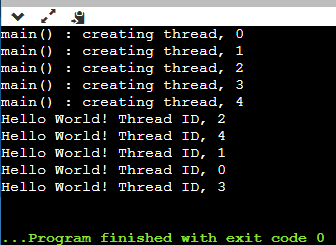 main() : creating thread, 0
main() : creating thread, 1
main() : creating thread, 2
main() : creating thread, 3
main() : creating thread, 4
Hello World! Thread ID, 2
Hello World! Thread ID, 4
Hello World! Thread ID, 1
Hello World! Thread ID, 0
Hello World! Thread ID, 3
...Program finished with exit code 0